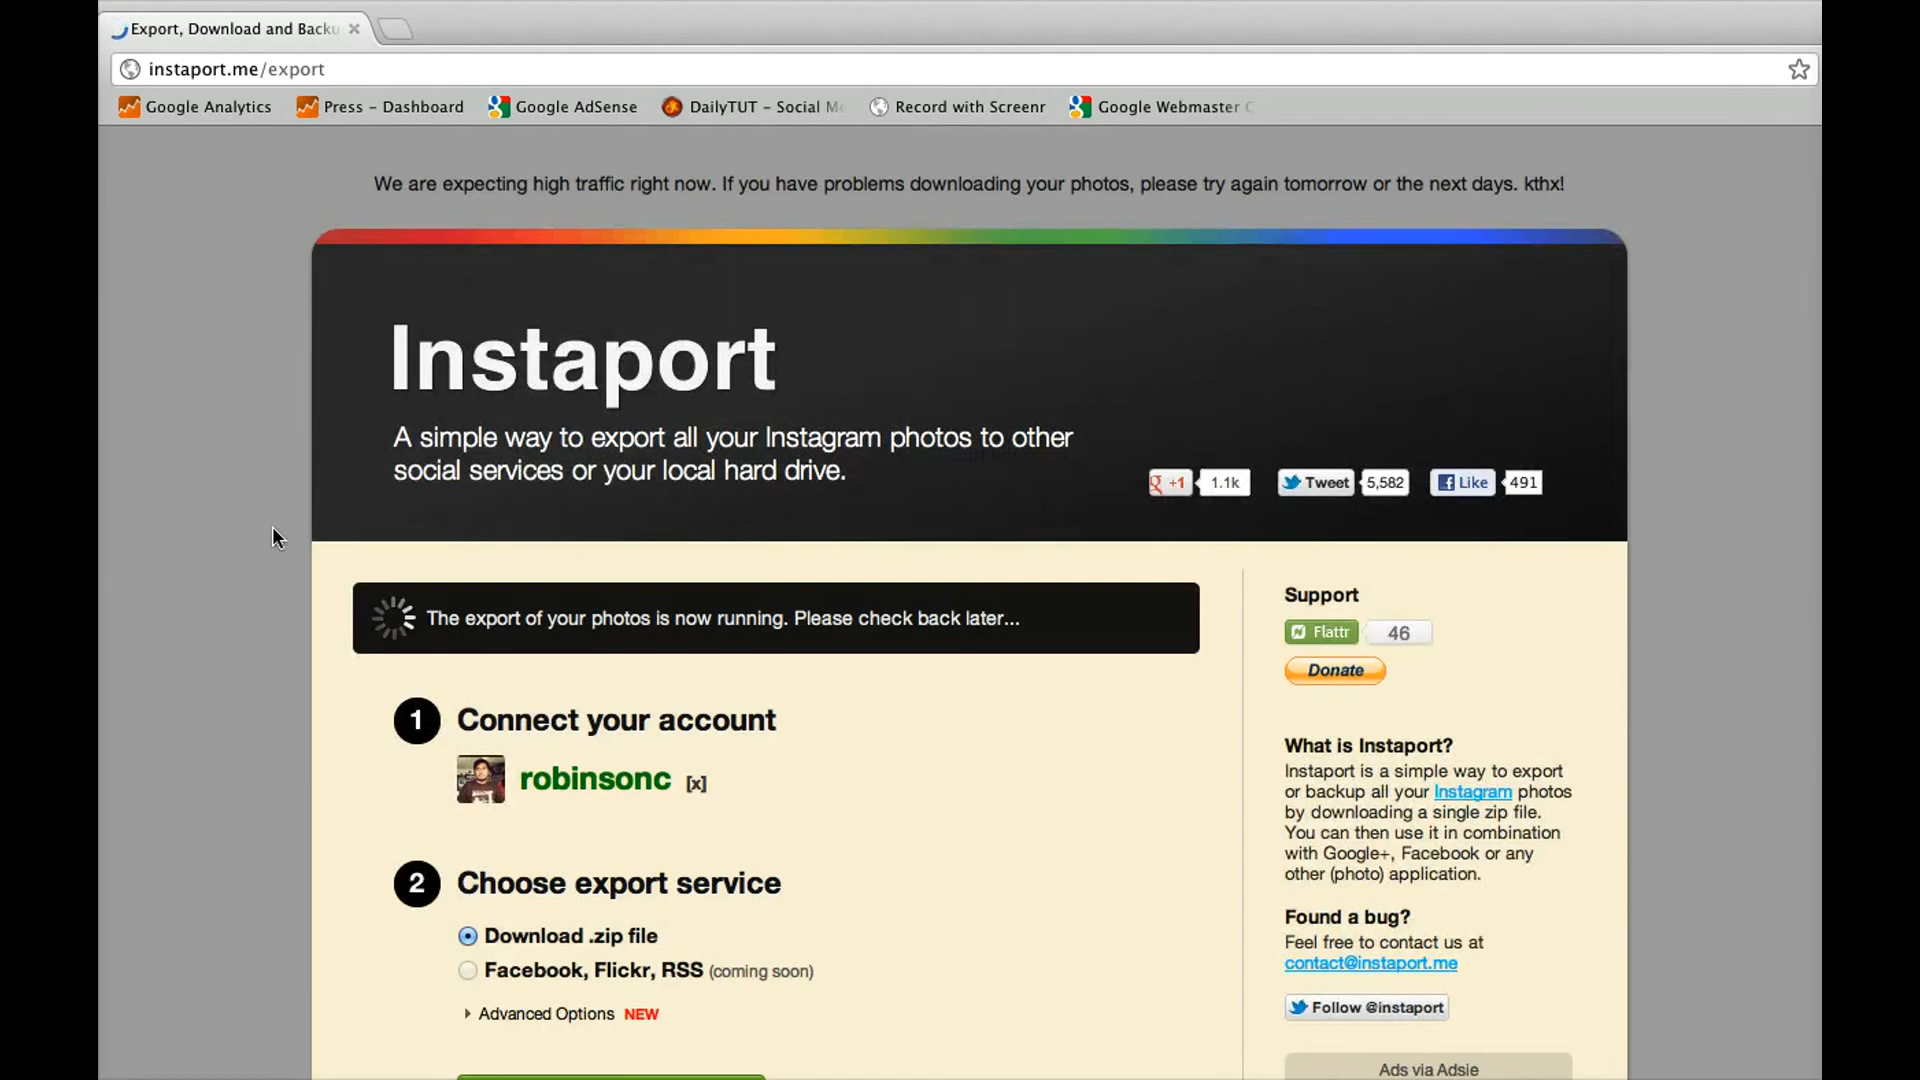 Export, Download and Backu
instaport.me/export
Google Analytics
Press – Dashboard
Google AdSense
DailyTUT – Social Me
Record with Screenr
Google Webmaster C
We are expecting high traffic right now. If you have problems downloading your photos, please try again tomorrow or the next days. kthx!
Instaport
A simple way to export all your Instagram photos to other
social services or your local hard drive.
+1 1.1k
Tweet 5,582
Like 491
The export of your photos is now running. Please check back later...
1 Connect your account
robinsonc [x]
2 Choose export service
Download .zip file
Facebook, Flickr, RSS (coming soon)
Advanced Options NEW
Support
Flattr 46
Donate
What is Instaport?
Instaport is a simple way to export
or backup all your Instagram photos
by downloading a single zip file.
You can then use it in combination
with Google+, Facebook or any
other (photo) application.
Found a bug?
Feel free to contact us at
contact@instaport.me
Follow @instaport
Ads via Adsie